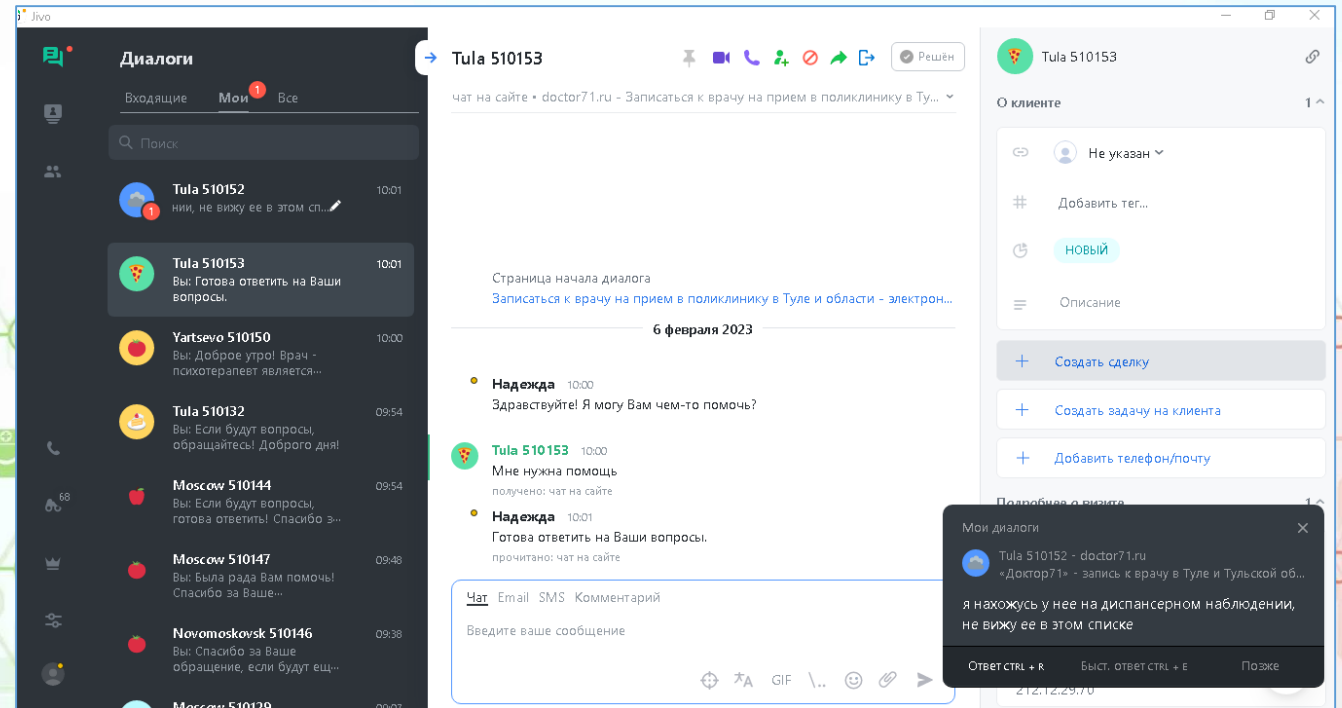 Jivo
Диалоги
Входящие Мои 1 Все
Поиск
Tula 510152 10:01
нии, не вижу ее в этом сп...
1
Tula 510153 10:01
Вы: Готова ответить на Ваши
вопросы.
Yartsevo 510150 10:00
Вы: Доброе утро! Врач -
психотерапевт является...
Tula 510132 09:54
Вы: Если будут вопросы,
обращайтесь! Доброго дня!
Moscow 510144 09:54
Вы: Если будут вопросы,
готова ответить! Спасибо з...
68
Moscow 510147 09:48
Вы: Была рада Вам помочь!
Спасибо за Ваше...
Novomoskovsk 510146 09:38
Вы: Спасибо за Ваше
обращение, если будут ещ...
Moscow 510129 09:07
Tula 510153
Решён
чат на сайте • doctor71.ru - Записаться к врачу на прием в поликлинику в Ту...
Страница начала диалога
Записаться к врачу на прием в поликлинику в Туле и области - электрон...
6 февраля 2023
Надежда 10:00
Здравствуйте! Я могу Вам чем-то помочь?
Tula 510153 10:00
Мне нужна помощь
получено: чат на сайте
Надежда 10:01
Готова ответить на Ваши вопросы.
прочитано: чат на сайте
Чат Email SMS Комментарий
Введите ваше сообщение
GIF \..
Tula 510153
О клиенте 1
Не указан
Добавить тег...
НОВЫЙ
Описание
Создать сделку
Создать задачу на клиента
Добавить телефон/почту
Подробнее о визите 1
Мои диалоги
Tula 510152 - doctor71.ru
«Доктор71» - запись к врачу в Туле и Тульской об...
я нахожусь у нее на диспансерном наблюдении,
не вижу ее в этом списке
Ответ CTRL + R Быст. ответ CTRL + E Позже
212.12.29.70